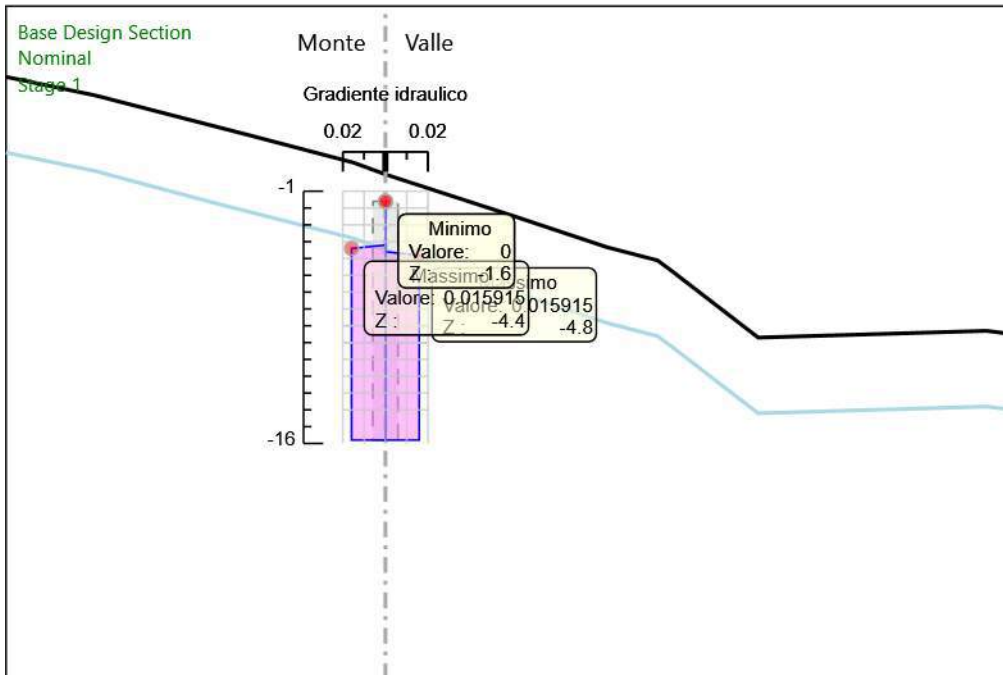 Base Design Section
Nominal
Stage 1
Monte
Valle
Gradiente idraulico
0.02
0.02
-1
Minimo
Valore: 0
Z : -1.6
Massimo
Valore: 0.015915
Z : -4.4
Valore: 0.015915
Z : -4.8
-16